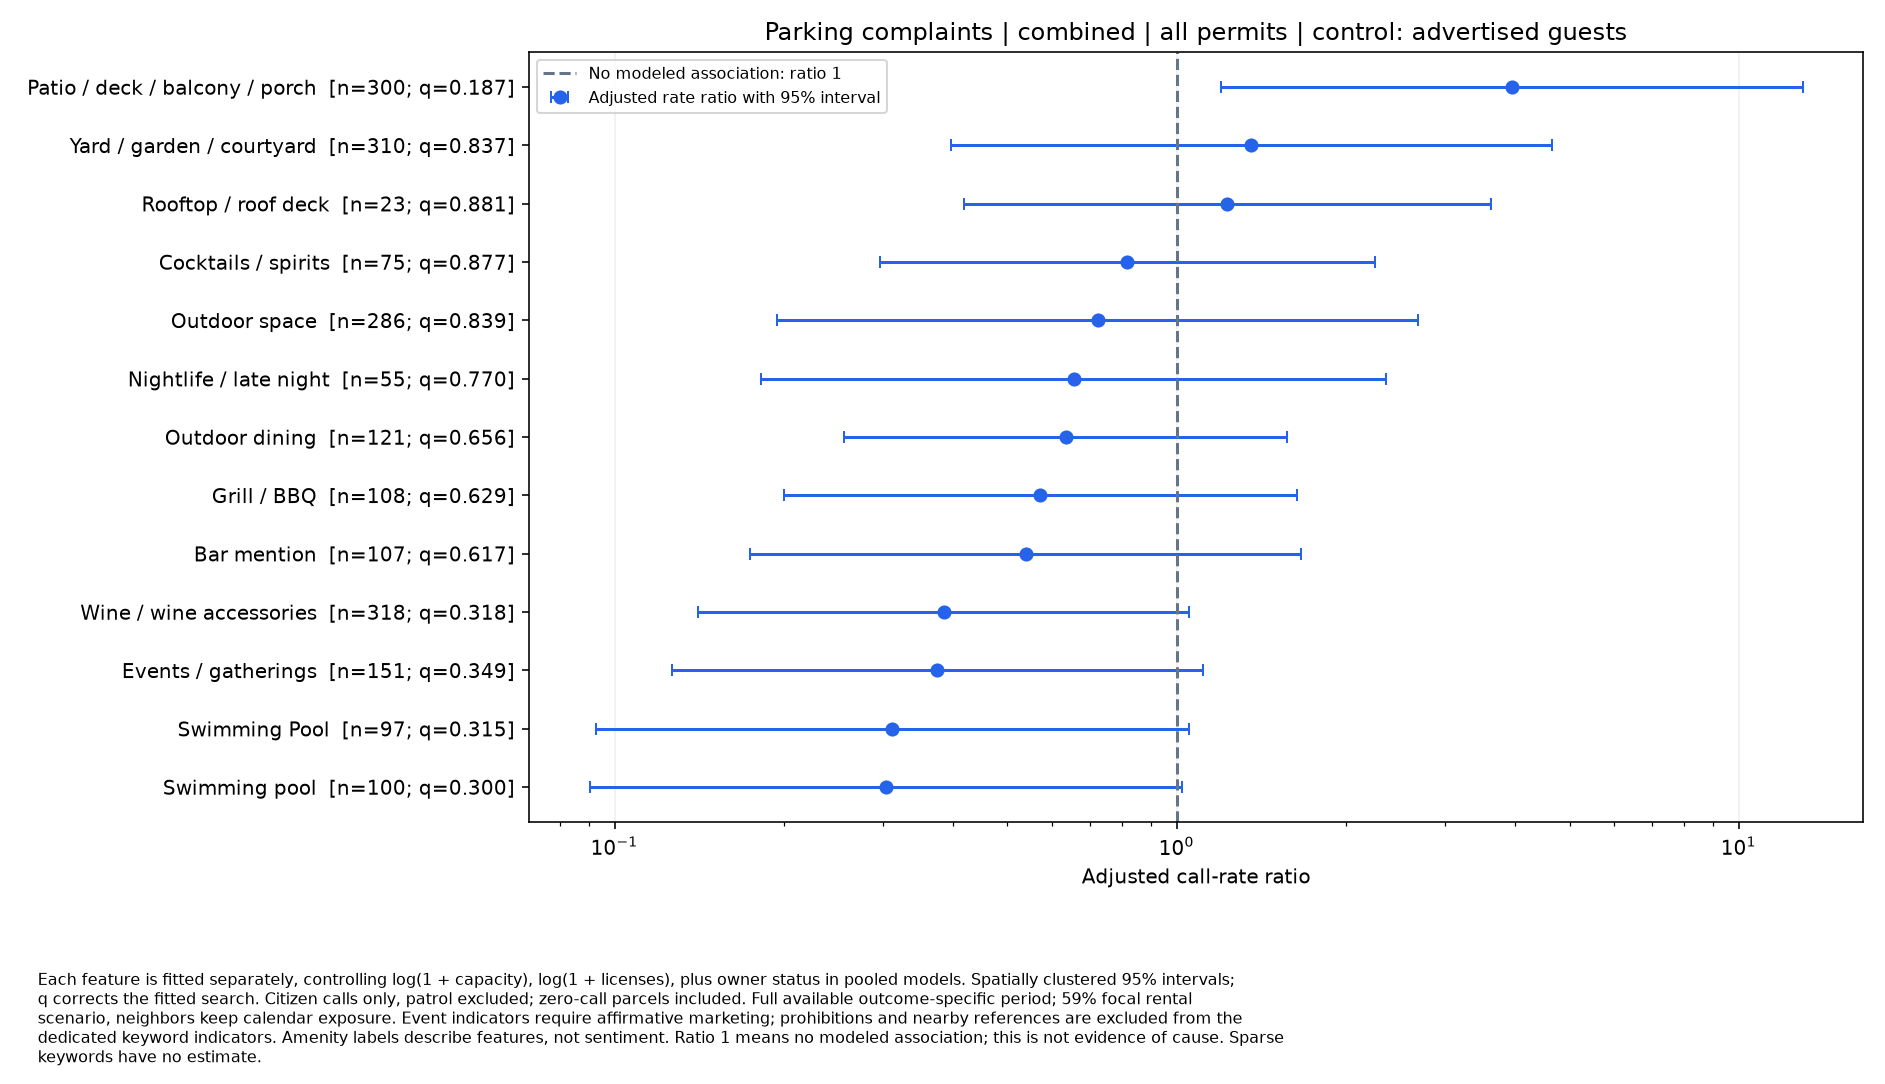 Parking complaints | combined | all permits | control: advertised guests
No modeled association: ratio 1
Adjusted rate ratio with 95% interval
Patio / deck / balcony / porch [n=300; q=0.187]
Yard / garden / courtyard [n=310; q=0.837]
Rooftop / roof deck [n=23; q=0.881]
Cocktails / spirits [n=75; q=0.877]
Outdoor space [n=286; q=0.839]
Nightlife / late night [n=55; q=0.770]
Outdoor dining [n=121; q=0.656]
Grill / BBQ [n=108; q=0.629]
Bar mention [n=107; q=0.617]
Wine / wine accessories [n=318; q=0.318]
Events / gatherings [n=151; q=0.349]
Swimming Pool [n=97; q=0.315]
Swimming pool [n=100; q=0.300]
10⁻¹ 10⁰ 10¹
Adjusted call-rate ratio
Each feature is fitted separately, controlling log(1 + capacity), log(1 + licenses), plus owner status in pooled models. Spatially clustered 95% intervals;
q corrects the fitted search. Citizen calls only, patrol excluded; zero-call parcels included. Full available outcome-specific period; 59% focal rental
scenario, neighbors keep calendar exposure. Event indicators require affirmative marketing; prohibitions and nearby references are excluded from the
dedicated keyword indicators. Amenity labels describe features, not sentiment. Ratio 1 means no modeled association; this is not evidence of cause. Sparse
keywords have no estimate.